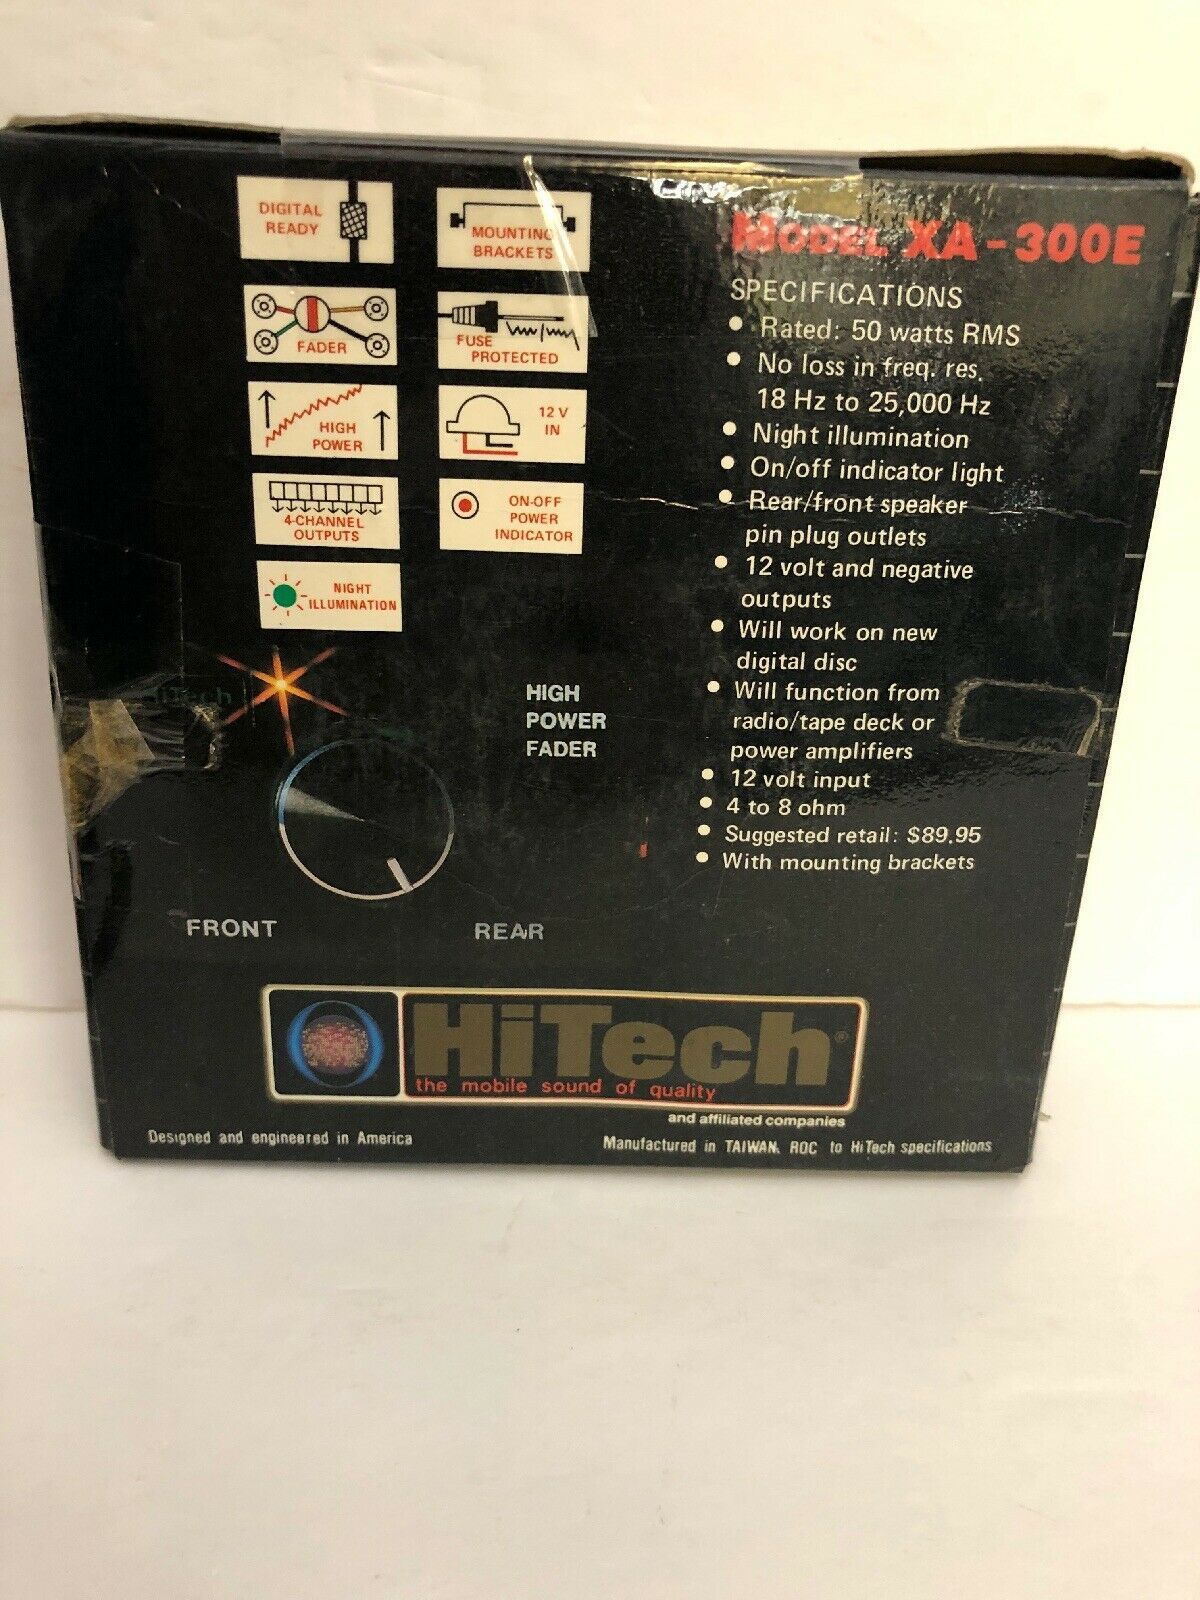 DIGITAL
READY
MOUNTING
BRACKETS
FADER
FUSE
PROTECTED
HIGH
POWER
12 V
IN
4-CHANNEL
OUTPUTS
ON-OFF
POWER
INDICATOR
NIGHT
ILLUMINATION
HiTech
HIGH
POWER
FADER
FRONT
REAR
MODEL XA-300E
SPECIFICATIONS
• Rated: 50 watts RMS
• No loss in freq. res.
18 Hz to 25,000 Hz
• Night illumination
• On/off indicator light
• Rear/front speaker
pin plug outlets
• 12 volt and negative
outputs
• Will work on new
digital disc
• Will function from
radio/tape deck or
power amplifiers
• 12 volt input
• 4 to 8 ohm
• Suggested retail: $89.95
• With mounting brackets
HiTech®
the mobile sound of quality
and affiliated companies
Designed and engineered in America
Manufactured in TAIWAN, ROC to HiTech specifications